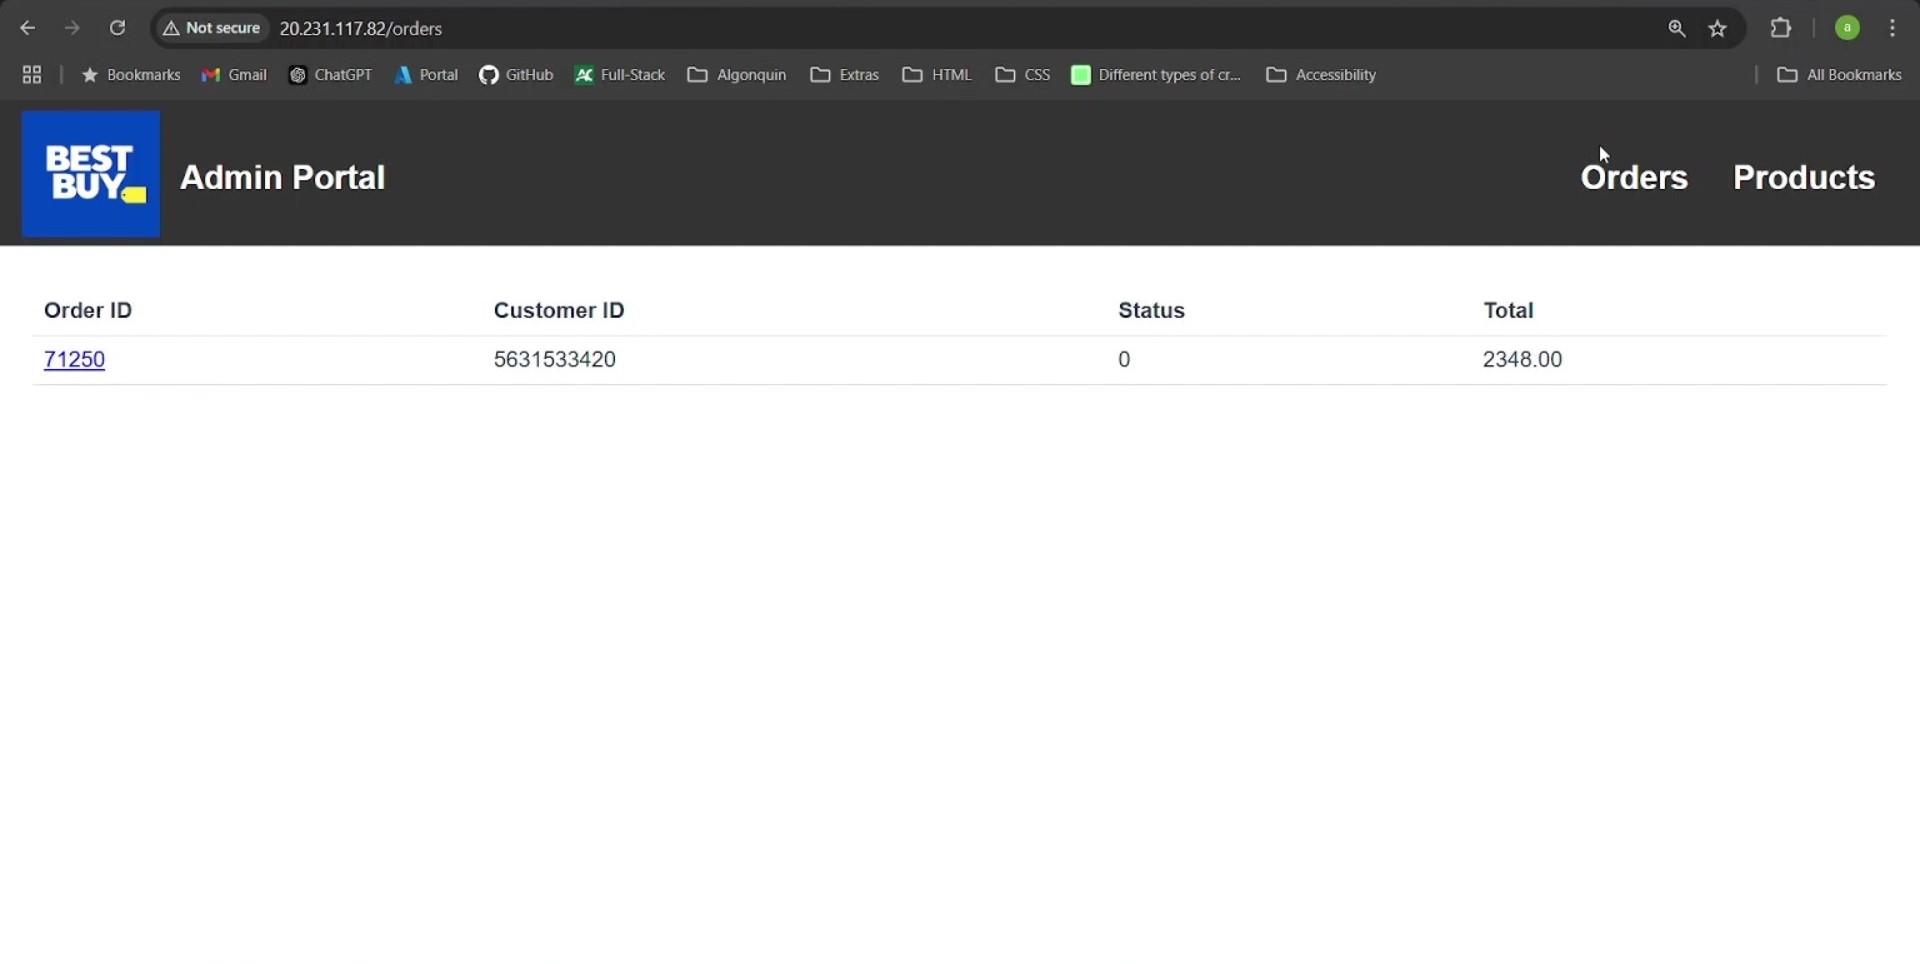 Not secure 20.231.117.82/orders a
Bookmarks Gmail ChatGPT Portal GitHub Full-Stack Algonquin Extras HTML CSS Different types of cr... Accessibility All Bookmarks
BEST
BUY
Admin Portal Orders Products
Order ID Customer ID Status Total
71250 5631533420 0 2348.00